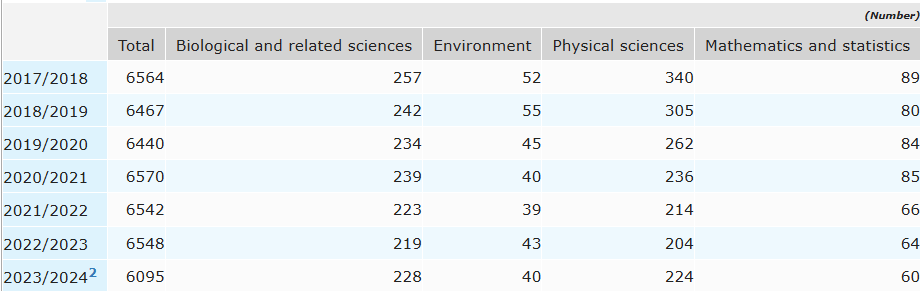 (Number)
Total Biological and related sciences Environment Physical sciences Mathematics and statistics
2017/2018 6564 257 52 340 89
2018/2019 6467 242 55 305 80
2019/2020 6440 234 45 262 84
2020/2021 6570 239 40 236 85
2021/2022 6542 223 39 214 66
2022/2023 6548 219 43 204 64
2023/2024² 6095 228 40 224 60